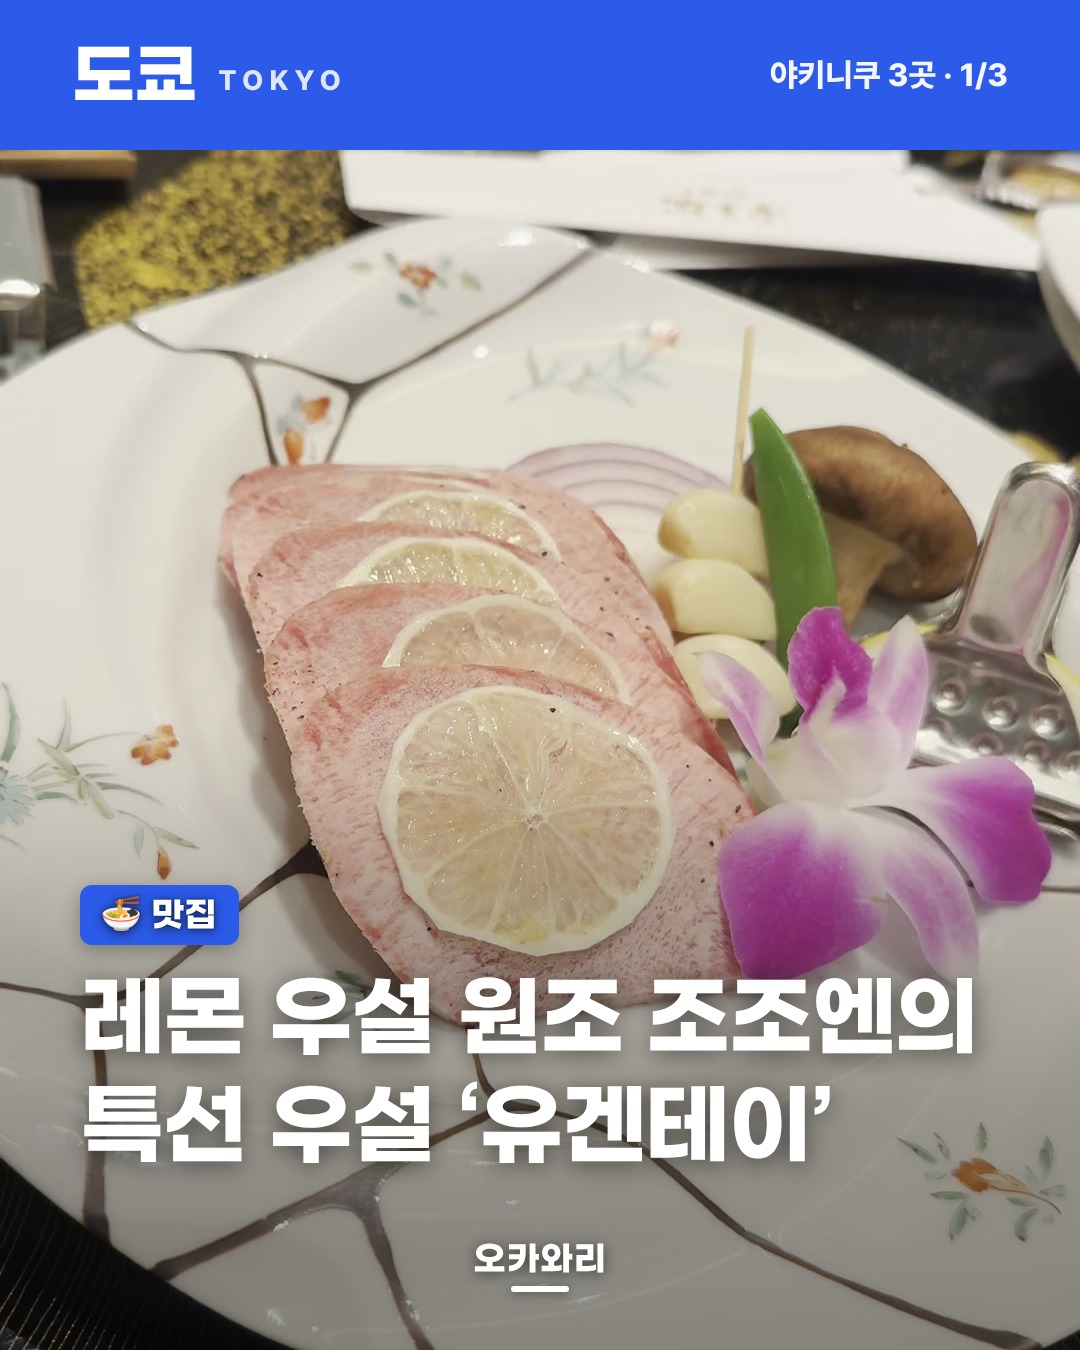 도쿄 TOKYO
야키니쿠 3곳 · 1/3
맛집
레몬 우설 원조 조조엔의
특선 우설 ‘유겐테이’
오카와리